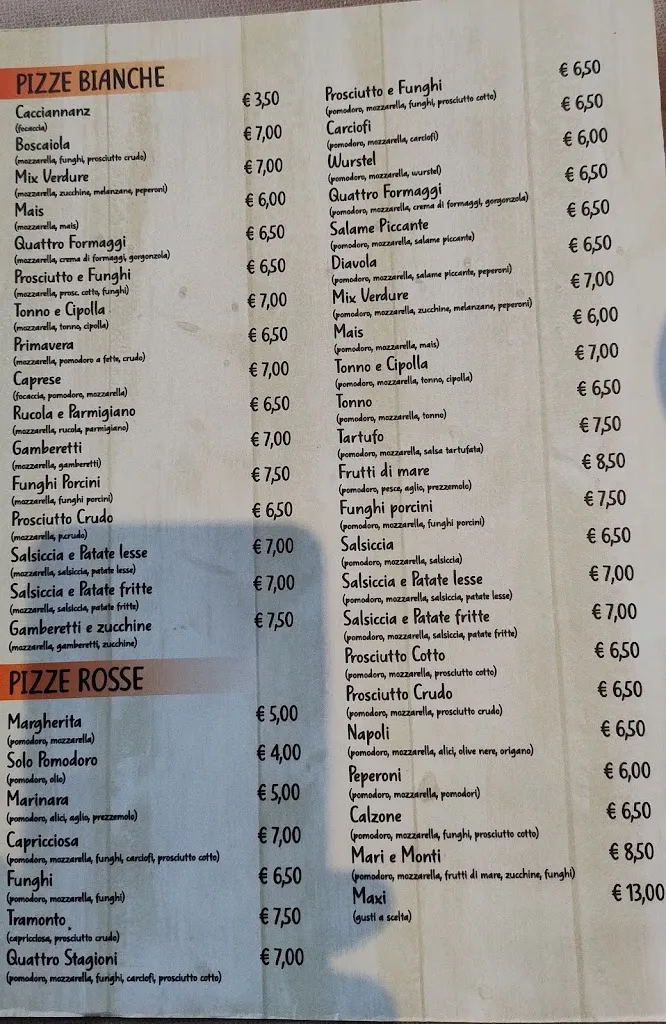 PIZZE BIANCHE
Cacciannanz € 3,50
(focaccia)
Boscaiola € 7,00
(mozzarella, funghi, prosciutto crudo)
Mix Verdure € 7,00
(mozzarella, zucchine, melanzane, peperoni)
Mais € 6,00
(mozzarella, mais)
Quattro Formaggi € 6,50
(mozzarella, crema di formaggi, gorgonzola)
Prosciutto e Funghi € 6,50
(mozzarella, prosc. cotto, funghi)
Tonno e Cipolla € 7,00
(mozzarella, tonno, cipolla)
Primavera € 6,50
(mozzarella, pomodoro a fette, crudo)
Caprese € 7,00
(focaccia, pomodoro, mozzarella)
Rucola e Parmigiano € 6,50
(mozzarella, rucola, parmigiano)
Gamberetti € 7,00
(mozzarella, gamberetti)
Funghi Porcini € 7,50
(mozzarella, funghi porcini)
Prosciutto Crudo € 6,50
(mozzarella, p.crudo)
Salsiccia e Patate lesse € 7,00
(mozzarella, salsiccia, patate lesse)
Salsiccia e Patate fritte € 7,00
(mozzarella, salsiccia, patate fritte)
Gamberetti e zucchine € 7,50
(mozzarella, gamberetti, zucchine)
PIZZE ROSSE
Margherita € 5,00
(pomodoro, mozzarella)
Solo Pomodoro € 4,00
(pomodoro, olio)
Marinara € 5,00
(pomodoro, alici, aglio, prezzemolo)
Capricciosa € 7,00
(pomodoro, mozzarella, funghi, carciofi, prosciutto cotto)
Funghi € 6,50
(pomodoro, mozzarella, funghi)
Tramonto € 7,50
(capricciosa, prosciutto crudo)
Quattro Stagioni € 7,00
(pomodoro, mozzarella, funghi, carciofi, prosciutto cotto)
Prosciutto e Funghi € 6,50
(pomodoro, mozzarella, funghi, prosciutto cotto)
Carciofi € 6,50
(pomodoro, mozzarella, carciofi)
Wurstel € 6,00
(pomodoro, mozzarella, wurstel)
Quattro Formaggi € 6,50
(pomodoro, mozzarella, crema di formaggi, gorgonzola)
Salame Piccante € 6,50
(pomodoro, mozzarella, salame piccante)
Diavola € 6,50
(pomodoro, mozzarella, salame piccante, peperoni)
Mix Verdure € 7,00
(pomodoro, mozzarella, zucchine, melanzane, peperoni)
Mais € 6,00
(pomodoro, mozzarella, mais)
Tonno e Cipolla € 7,00
(pomodoro, mozzarella, tonno, cipolla)
Tonno € 6,50
(pomodoro, mozzarella, tonno)
Tartufo € 7,50
(pomodoro, mozzarella, salsa tartufata)
Frutti di mare € 8,50
(pomodoro, pesce, aglio, prezzemolo)
Funghi porcini € 7,50
(pomodoro, mozzarella, funghi porcini)
Salsiccia € 6,50
(pomodoro, mozzarella, salsiccia)
Salsiccia e Patate lesse € 7,00
(pomodoro, mozzarella, salsiccia, patate lesse)
Salsiccia e Patate fritte € 7,00
(pomodoro, mozzarella, salsiccia, patate fritte)
Prosciutto Cotto € 6,50
(pomodoro, mozzarella, prosciutto cotto)
Prosciutto Crudo € 6,50
(pomodoro, mozzarella, prosciutto crudo)
Napoli € 6,50
(pomodoro, mozzarella, alici, olive nere, origano)
Peperoni € 6,00
(pomodoro, mozzarella, pomodori)
Calzone € 6,50
(pomodoro, mozzarella, funghi, prosciutto cotto)
Mari e Monti € 8,50
(pomodoro, mozzarella, frutti di mare, zucchine, funghi)
Maxi € 13,00
(gusti a scelta)